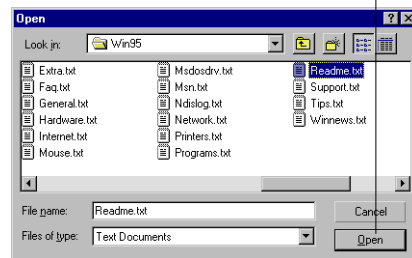 Open
Look in: Win95
Extra.txt Msdosdrv.txt Readme.txt
Faq.txt Msn.txt Support.txt
General.txt Ndislog.txt Tips.txt
Hardware.txt Network.txt Winnews.txt
Internet.txt Printers.txt
Mouse.txt Programs.txt
File name: Readme.txt Cancel
Files of type: Text Documents Open